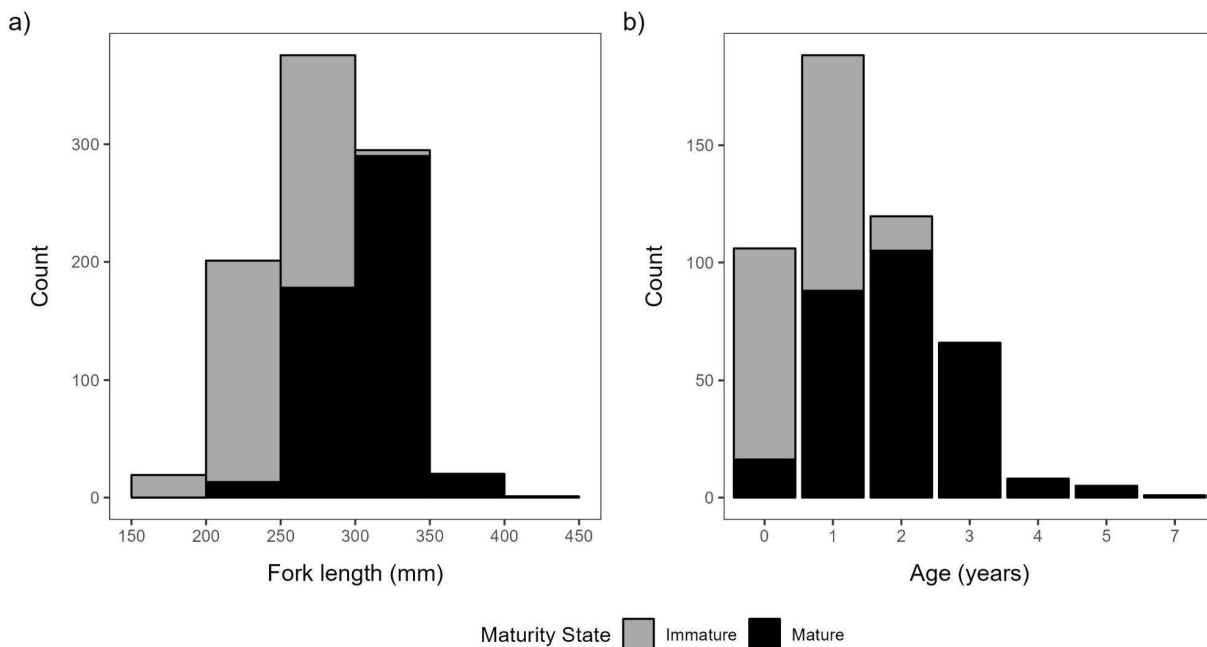 a)
Count
300
200
100
0
150 200 250 300 350 400 450
Fork length (mm)
b)
Count
150
100
50
0
0 1 2 3 4 5 7
Age (years)
Maturity State Immature Mature